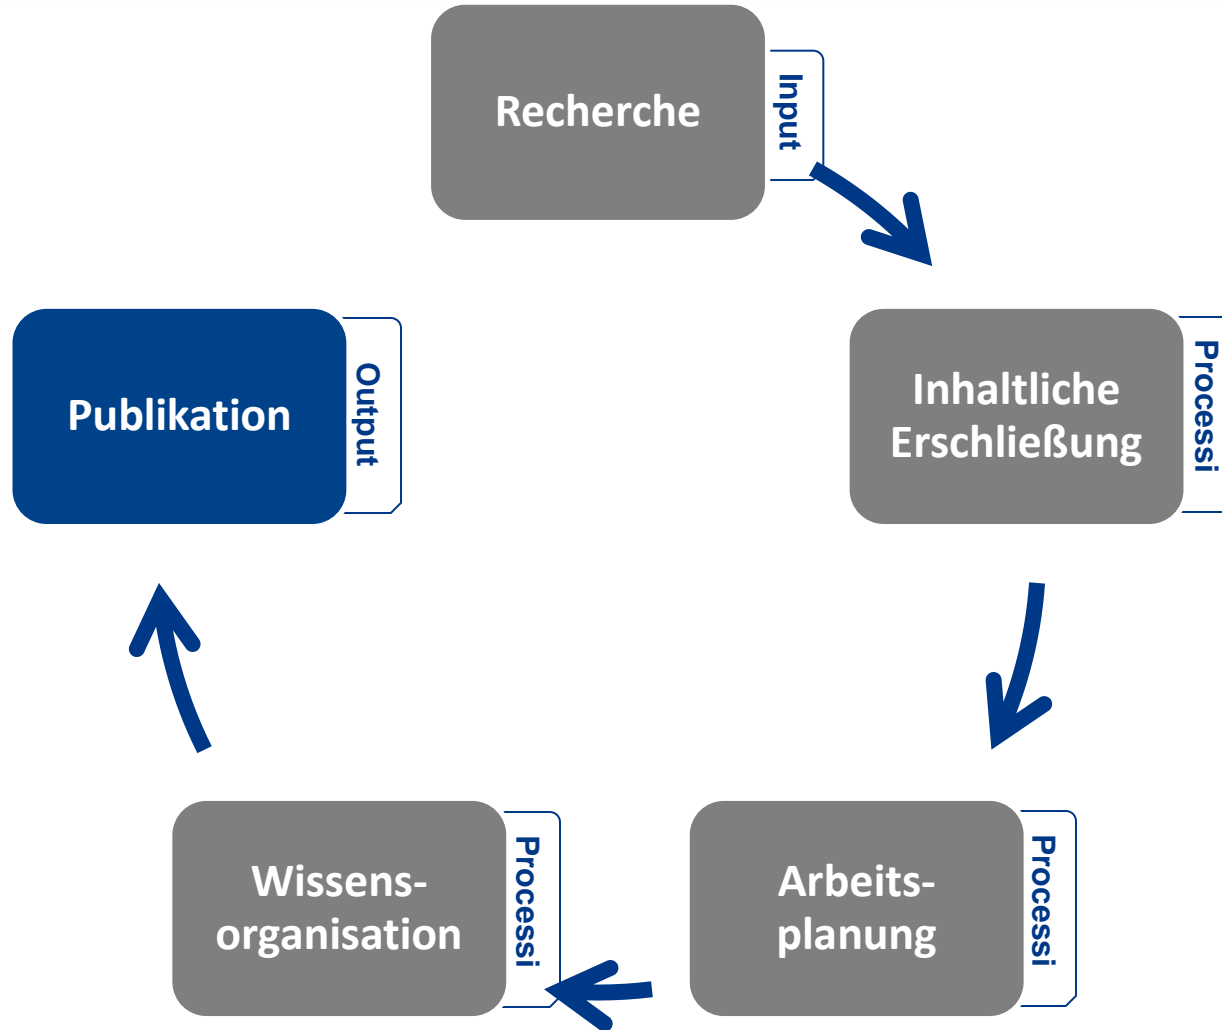 Recherche
Input
Inhaltliche
Erschließung
Processi
Arbeits-
planung
Processi
Wissens-
organisation
Processi
Publikation
Output